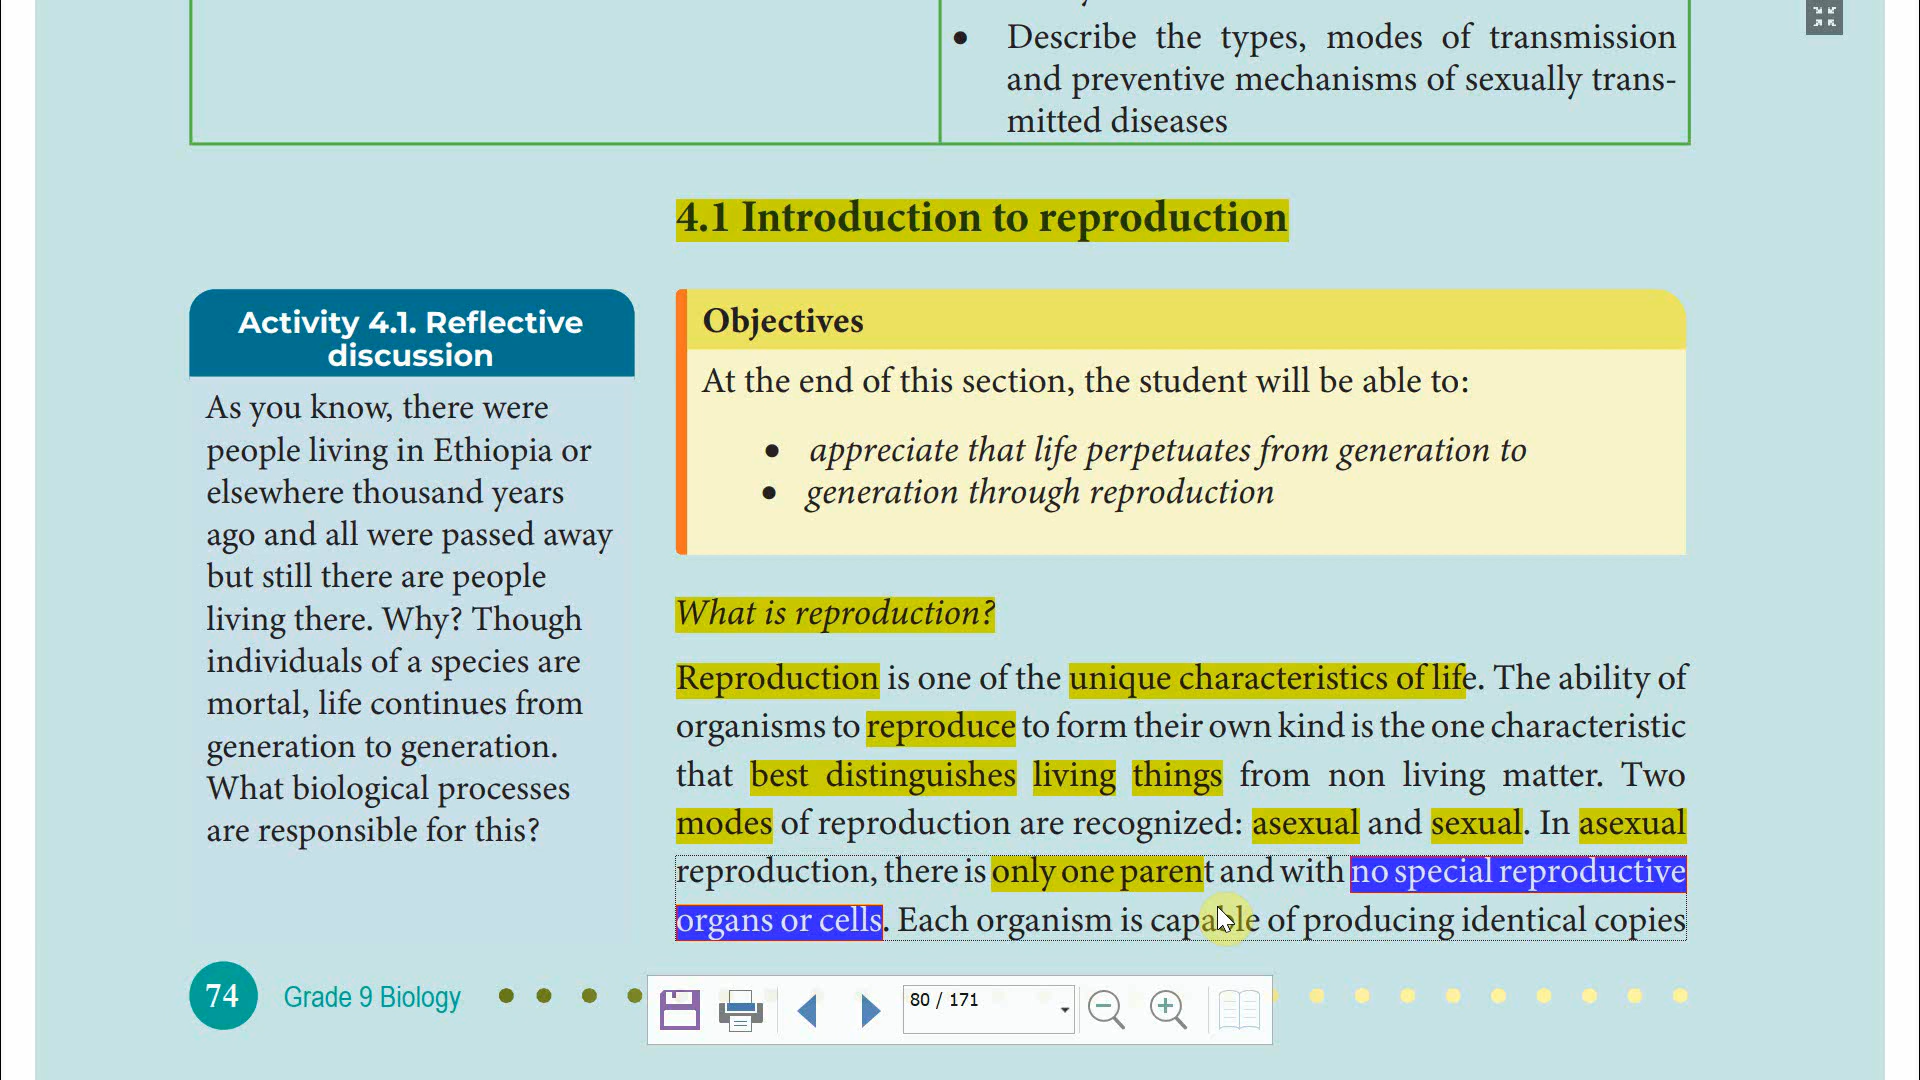 Describe the types, modes of transmission
and preventive mechanisms of sexually trans-
mitted diseases
4.1 Introduction to reproduction
Activity 4.1. Reflective
discussion
As you know, there were
people living in Ethiopia or
elsewhere thousand years
ago and all were passed away
but still there are people
living there. Why? Though
individuals of a species are
mortal, life continues from
generation to generation.
What biological processes
are responsible for this?
Objectives
At the end of this section, the student will be able to:
• appreciate that life perpetuates from generation to
• generation through reproduction
What is reproduction?
Reproduction is one of the unique characteristics of life. The ability of
organisms to reproduce to form their own kind is the one characteristic
that best distinguishes living things from non living matter. Two
modes of reproduction are recognized: asexual and sexual. In asexual
reproduction, there is only one parent and with no special reproductive
organs or cells. Each organism is capable of producing identical copies
74 Grade 9 Biology
80 / 171